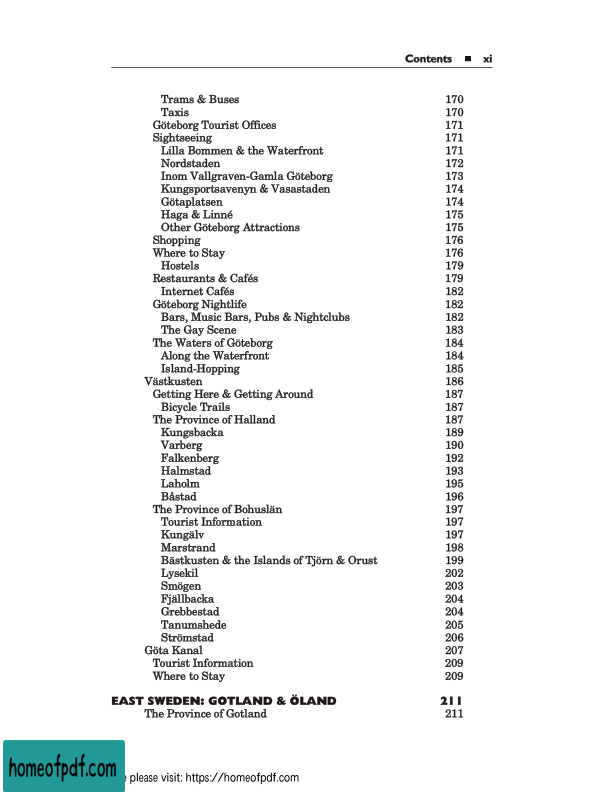 Contents ■ xi
Trams & Buses 170
Taxis 170
Göteborg Tourist Offices 171
Sightseeing 171
Lilla Bommen & the Waterfront 171
Nordstaden 172
Inom Vallgraven-Gamla Göteborg 173
Kungsportsavenyn & Vasastaden 174
Götaplatsen 174
Haga & Linné 175
Other Göteborg Attractions 175
Shopping 176
Where to Stay 176
Hostels 179
Restaurants & Cafés 179
Internet Cafés 182
Göteborg Nightlife 182
Bars, Music Bars, Pubs & Nightclubs 182
The Gay Scene 183
The Waters of Göteborg 184
Along the Waterfront 184
Island-Hopping 185
Västkusten 186
Getting Here & Getting Around 187
Bicycle Trails 187
The Province of Halland 187
Kungsbacka 189
Varberg 190
Falkenberg 192
Halmstad 193
Laholm 195
Båstad 196
The Province of Bohuslän 197
Tourist Information 197
Kungälv 197
Marstrand 198
Bästkusten & the Islands of Tjörn & Orust 199
Lysekil 202
Smögen 203
Fjällbacka 204
Grebbestad 204
Tanumshede 205
Strömstad 206
Göta Kanal 207
Tourist Information 209
Where to Stay 209
EAST SWEDEN: GOTLAND & ÖLAND 211
The Province of Gotland 211
homeofpdf.com
please visit: https://homeofpdf.com